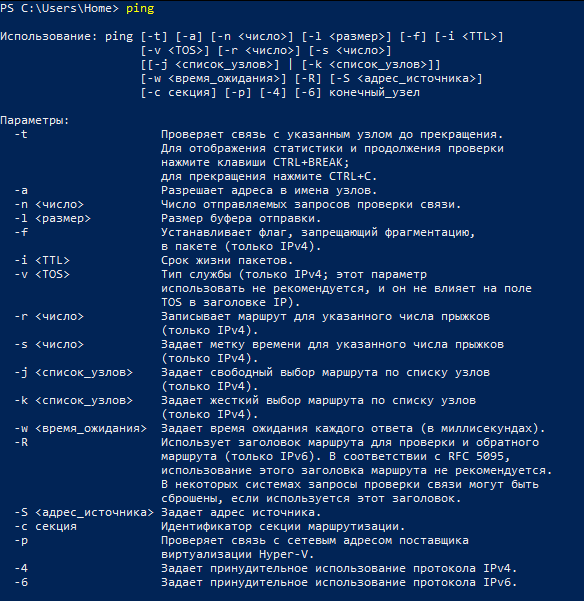 PS C:\Users\Home> ping
Использование: ping [-t] [-a] [-n <число>] [-l <размер>] [-f] [-i <TTL>]
[-v <TOS>] [-r <число>] [-s <число>]
[[-j <список_узлов>] | [-k <список_узлов>]]
[-w <время_ожидания>] [-R] [-S <адрес_источника>]
[-c секция] [-p] [-4] [-6] конечный_узел
Параметры:
-t Проверяет связь с указанным узлом до прекращения.
Для отображения статистики и продолжения проверки
нажмите клавиши CTRL+BREAK;
для прекращения нажмите CTRL+C.
-a Разрешает адреса в имена узлов.
-n <число> Число отправляемых запросов проверки связи.
-l <размер> Размер буфера отправки.
-f Устанавливает флаг, запрещающий фрагментацию,
в пакете (только IPv4).
-i <TTL> Срок жизни пакетов.
-v <TOS> Тип службы (только IPv4; этот параметр
использовать не рекомендуется, и он не влияет на поле
TOS в заголовке IP).
-r <число> Записывает маршрут для указанного числа прыжков
(только IPv4).
-s <число> Задает метку времени для указанного числа прыжков
(только IPv4).
-j <список_узлов> Задает свободный выбор маршрута по списку узлов
(только IPv4).
-k <список_узлов> Задает жесткий выбор маршрута по списку узлов
(только IPv4).
-w <время_ожидания> Задает время ожидания каждого ответа (в миллисекундах).
-R Использует заголовок маршрута для проверки и обратного
маршрута (только IPv6). В соответствии с RFC 5095,
использование этого заголовка маршрута не рекомендуется.
В некоторых системах запросы проверки связи могут быть
сброшены, если используется этот заголовок.
-S <адрес_источника> Задает адрес источника.
-c секция Идентификатор секции маршрутизации.
-p Проверяет связь с сетевым адресом поставщика
виртуализации Hyper-V.
-4 Задает принудительное использование протокола IPv4.
-6 Задает принудительное использование протокола IPv6.